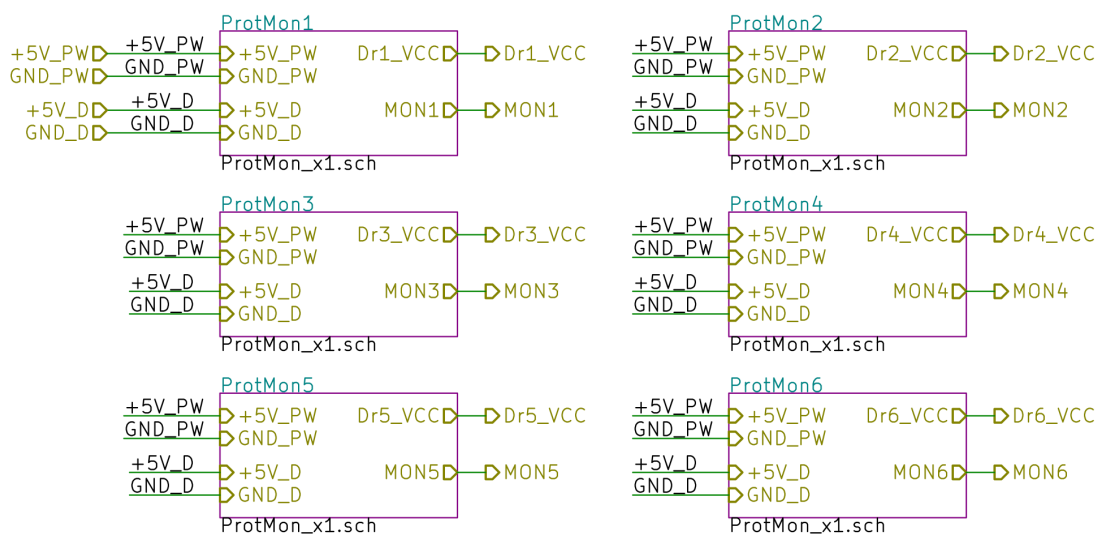 ProtMon1
+5V_PW +5V_PW +5V_PW Dr1_VCC Dr1_VCC
GND_PW GND_PW GND_PW
+5V_D +5V_D +5V_D MON1 MON1
GND_D GND_D GND_D
ProtMon_x1.sch
ProtMon2
+5V_PW +5V_PW Dr2_VCC Dr2_VCC
GND_PW GND_PW
+5V_D +5V_D MON2 MON2
GND_D GND_D
ProtMon_x1.sch
ProtMon3
+5V_PW +5V_PW Dr3_VCC Dr3_VCC
GND_PW GND_PW
+5V_D +5V_D MON3 MON3
GND_D GND_D
ProtMon_x1.sch
ProtMon4
+5V_PW +5V_PW Dr4_VCC Dr4_VCC
GND_PW GND_PW
+5V_D +5V_D MON4 MON4
GND_D GND_D
ProtMon_x1.sch
ProtMon5
+5V_PW +5V_PW Dr5_VCC Dr5_VCC
GND_PW GND_PW
+5V_D +5V_D MON5 MON5
GND_D GND_D
ProtMon_x1.sch
ProtMon6
+5V_PW +5V_PW Dr6_VCC Dr6_VCC
GND_PW GND_PW
+5V_D +5V_D MON6 MON6
GND_D GND_D
ProtMon_x1.sch